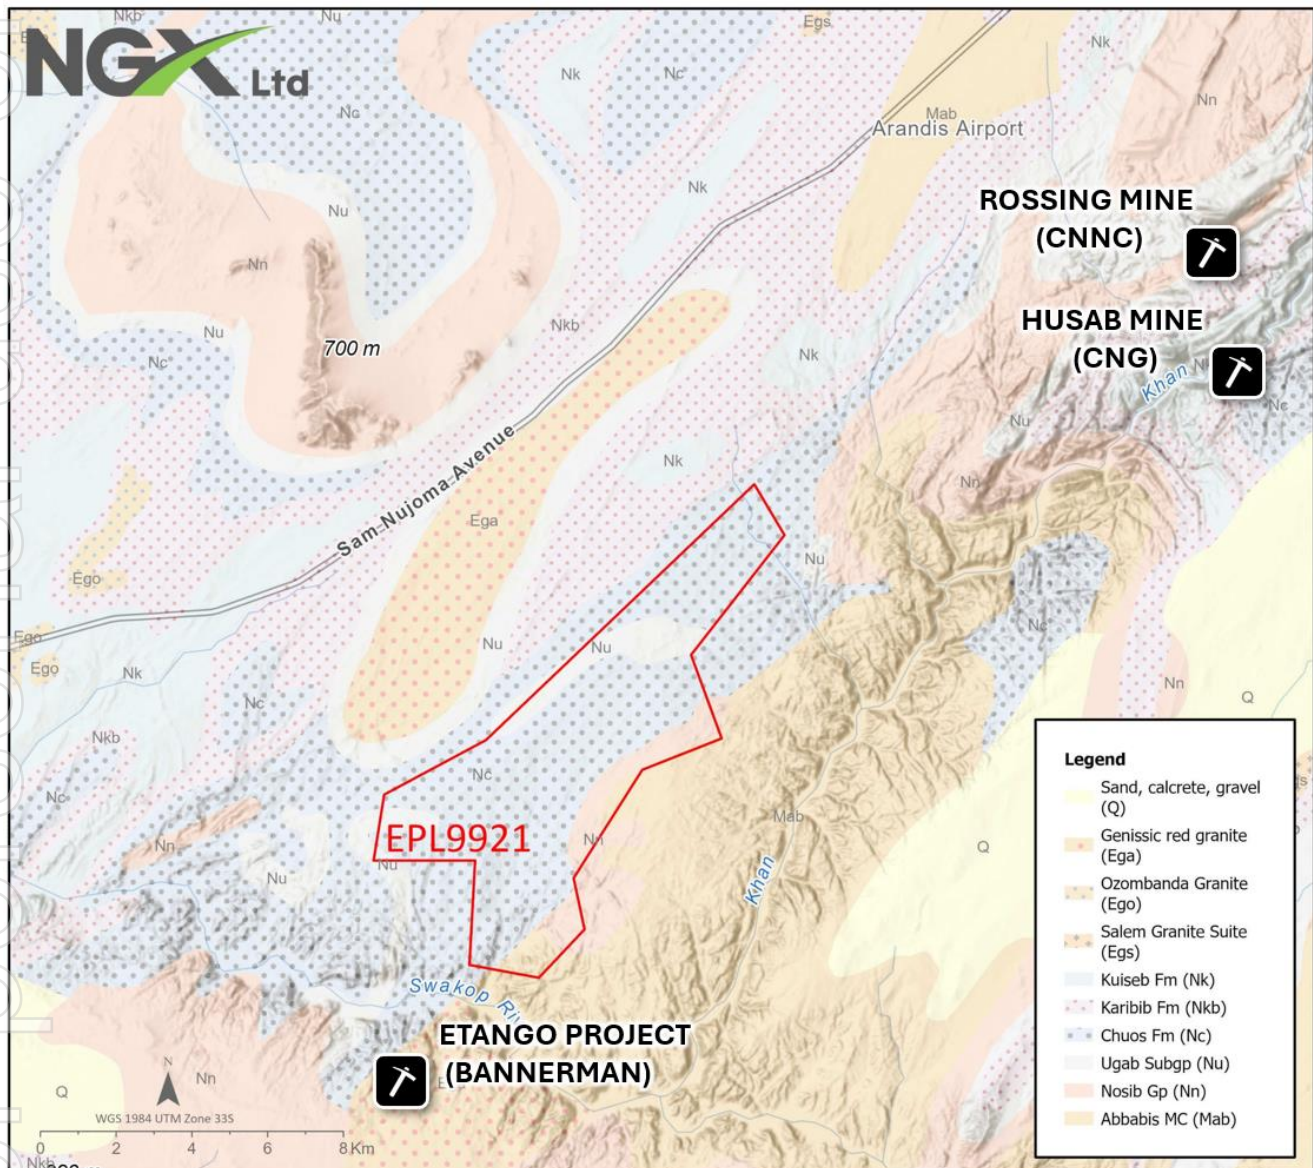 NGX Ltd
Nkb
Nu
Egs
Nk
Nk
Nc
Nc
Nn
Mab
Arandis Airport
Nk
ROSSING MINE
(CNNC)
Nu
Nn
HUSAB MINE
(CNG)
Nkb
Nu
700 m
Nk
Nc
Khan
Nc
Nu
Sam Nujoma Avenue
Nk
Nn
Ega
Nu
Ego
Nc
Ego
Nu
Nu
Ego
Nk
Nn
Q
Nc
Nkb
Nc
Nc
EPL9921
Nn
Nn
Nu
Nu
Mab
Q
Khan
Swakop Riv
ETANGO PROJECT
(BANNERMAN)
Q
N
Nn
WGS 1984 UTM Zone 33S
0 2 4 6 8 Km
Nkb
Legend
Sand, calcrete, gravel
(Q)
Genissic red granite
(Ega)
Ozombanda Granite
(Ego)
Salem Granite Suite
(Egs)
Kuiseb Fm (Nk)
Karibib Fm (Nkb)
Chuos Fm (Nc)
Ugab Subgp (Nu)
Nosib Gp (Nn)
Abbabis MC (Mab)